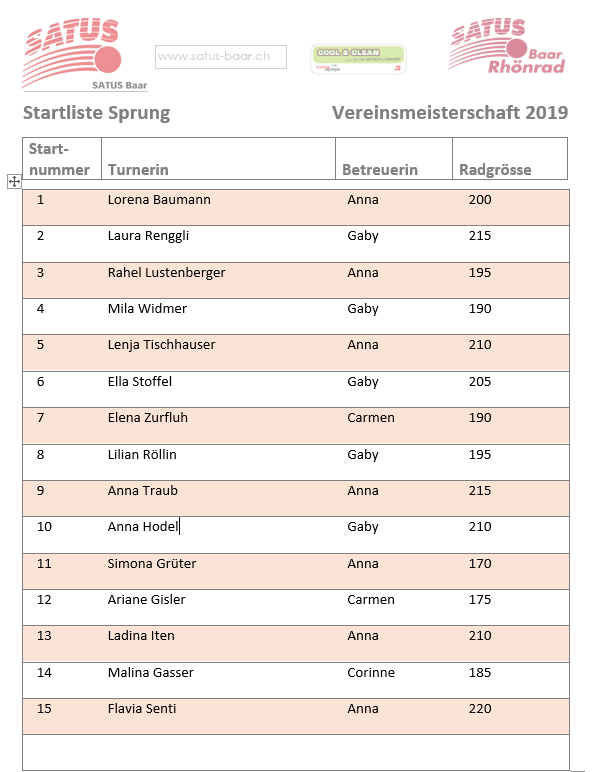 SATUS
SATUS Baar
www.satus-baar.ch
COOL & CLEAN
SATUS
Baar
Rhönrad
Startliste Sprung Vereinsmeisterschaft 2019
Start-
nummer Turnerin Betreuerin Radgrösse
1 Lorena Baumann Anna 200
2 Laura Renggli Gaby 215
3 Rahel Lustenberger Anna 195
4 Mila Widmer Gaby 190
5 Lenja Tischhauser Anna 210
6 Ella Stoffel Gaby 205
7 Elena Zurfluh Carmen 190
8 Lilian Röllin Gaby 195
9 Anna Traub Anna 215
10 Anna Hodel Gaby 210
11 Simona Grüter Anna 170
12 Ariane Gisler Carmen 175
13 Ladina Iten Anna 210
14 Malina Gasser Corinne 185
15 Flavia Senti Anna 220